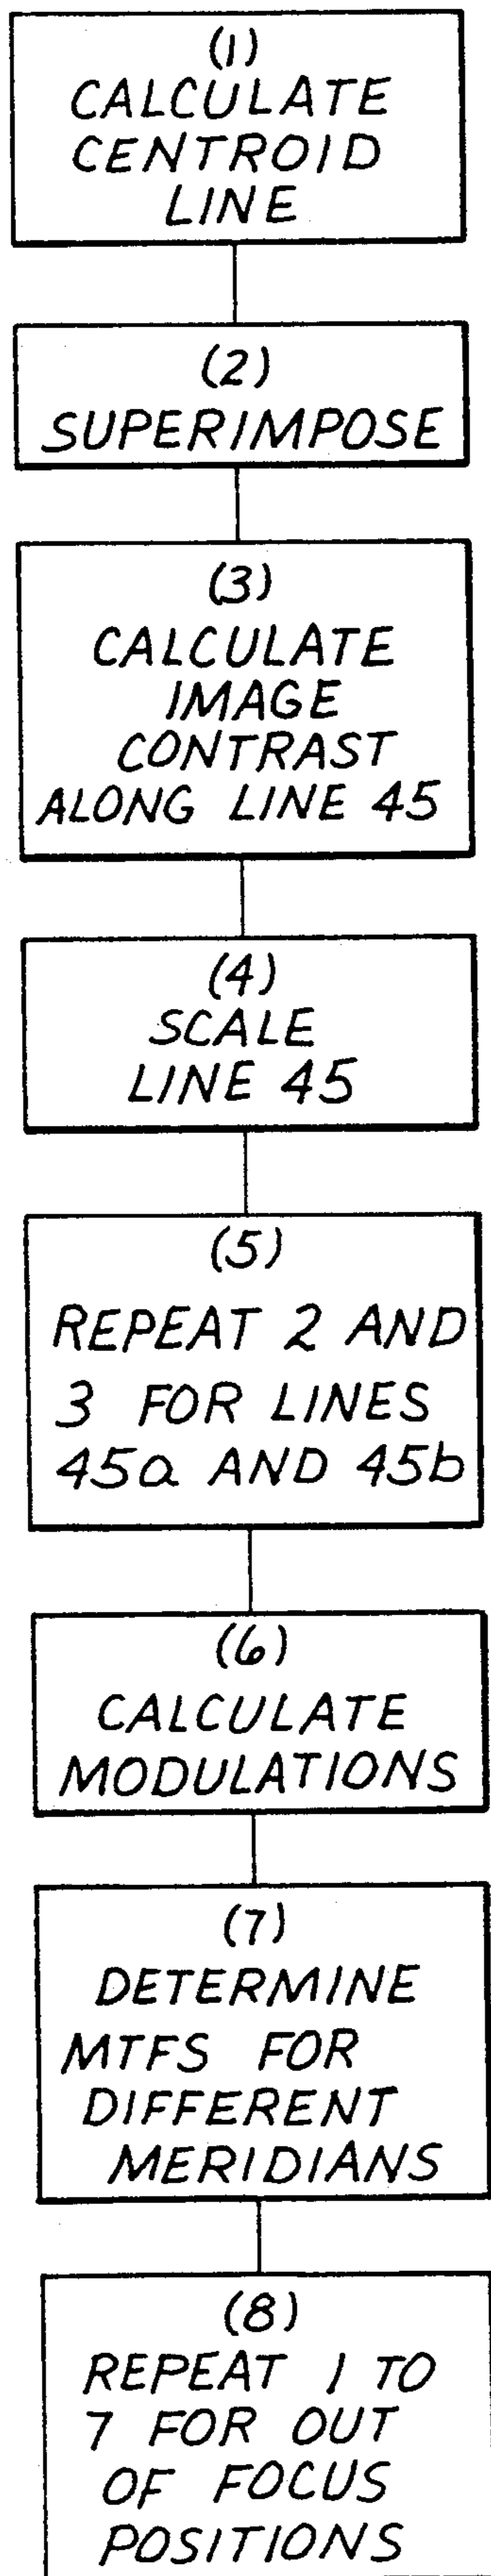 (1)
CALCULATE
CENTROID
LINE
(2)
SUPERIMPOSE
(3)
CALCULATE
IMAGE
CONTRAST
ALONG LINE 45
(4)
SCALE
LINE 45
(5)
REPEAT 2 AND
3 FOR LINES
45a AND 45b
(6)
CALCULATE
MODULATIONS
(7)
DETERMINE
MTFS FOR
DIFFERENT
MERIDIANS
(8)
REPEAT 1 TO
7 FOR OUT
OF FOCUS
POSITIONS